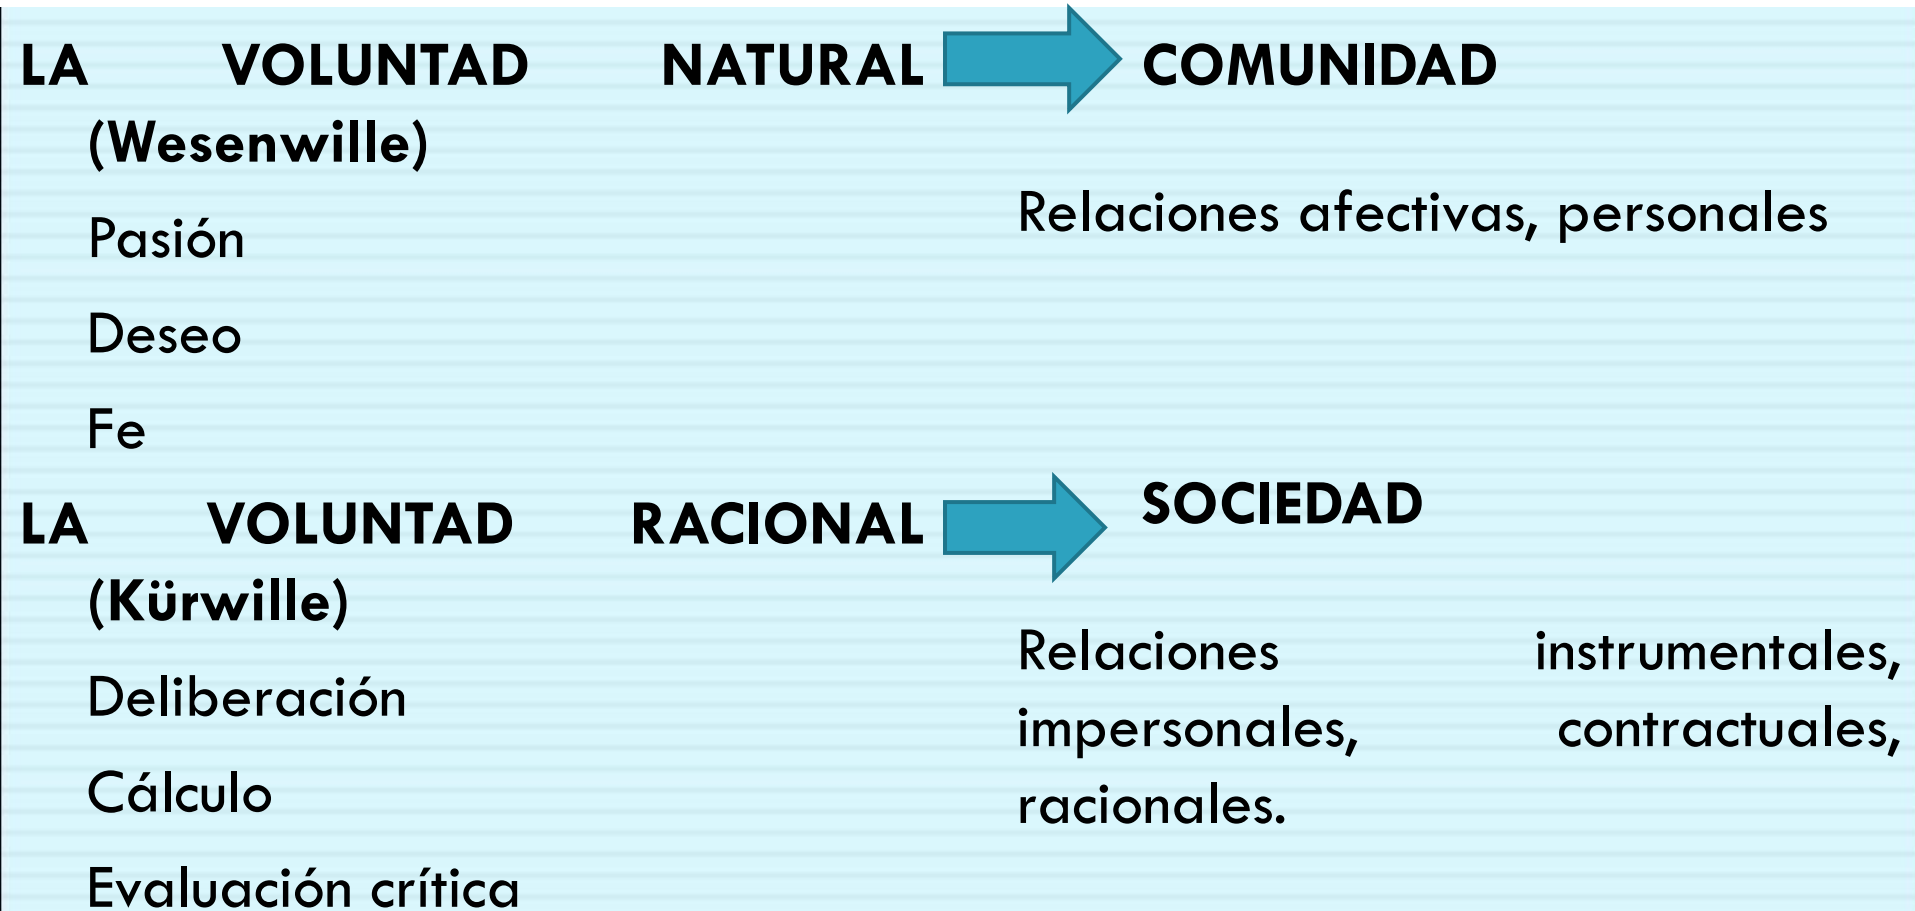 LA VOLUNTAD NATURAL
(Wesenwille)
Pasión
Deseo
Fe
COMUNIDAD
Relaciones afectivas, personales
LA VOLUNTAD RACIONAL
(Kürwille)
Deliberación
Cálculo
Evaluación crítica
SOCIEDAD
Relaciones instrumentales,
impersonales, contractuales,
racionales.